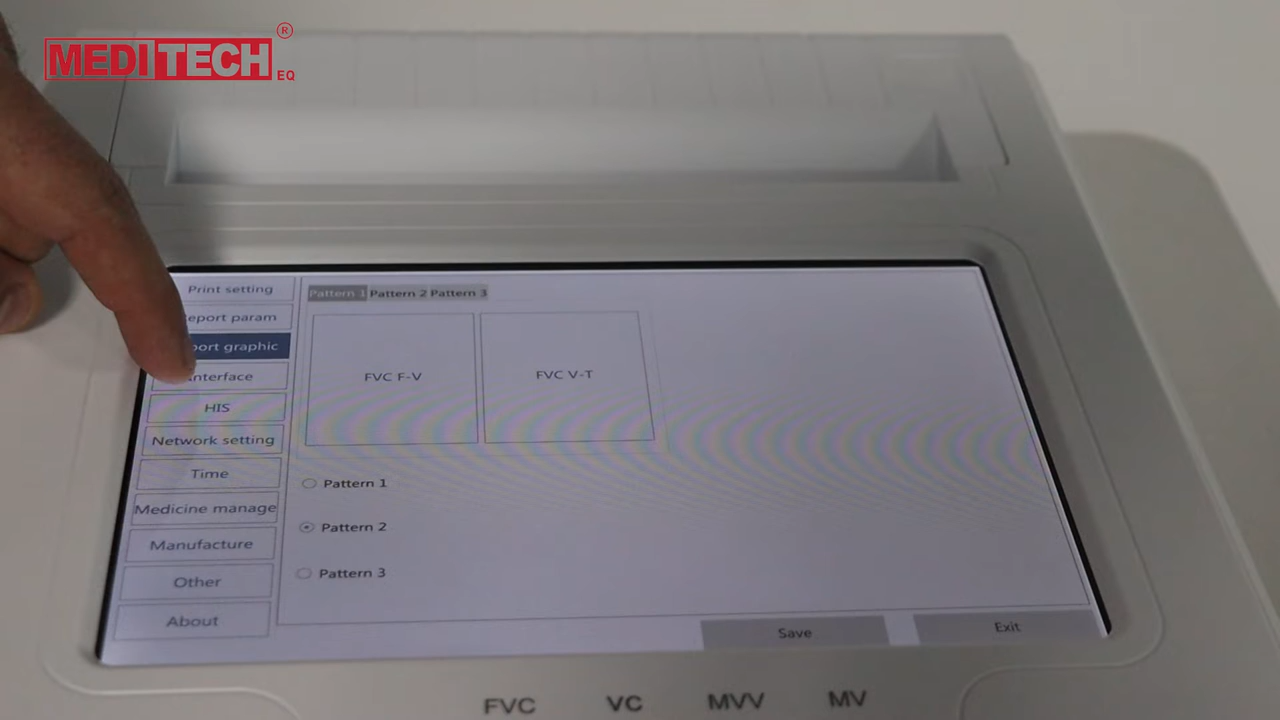 MEDITECH®
EQ
Print setting
eport param
port graphic
Interface
HIS
Network setting
Time
Medicine manage
Manufacture
Other
About
Pattern 1 Pattern 2 Pattern 3
FVC F-V
FVC V-T
Pattern 1
Pattern 2
Pattern 3
Save
Exit
FVC VC MVV MV